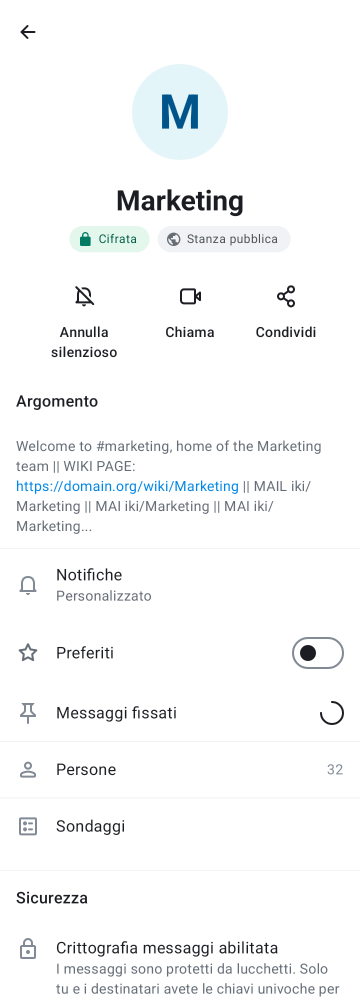 M
Marketing
Cifrata
Stanza pubblica
Annulla
silenzioso
Chiama
Condividi
Argomento
Welcome to #marketing, home of the Marketing
team || WIKI PAGE:
https://domain.org/wiki/Marketing || MAIL iki/
Marketing || MAI iki/Marketing || MAI iki/
Marketing...
Notifiche
Personalizzato
Preferiti
Messaggi fissati
Persone
32
Sondaggi
Sicurezza
Crittografia messaggi abilitata
I messaggi sono protetti da lucchetti. Solo
tu e i destinatari avete le chiavi univoche per